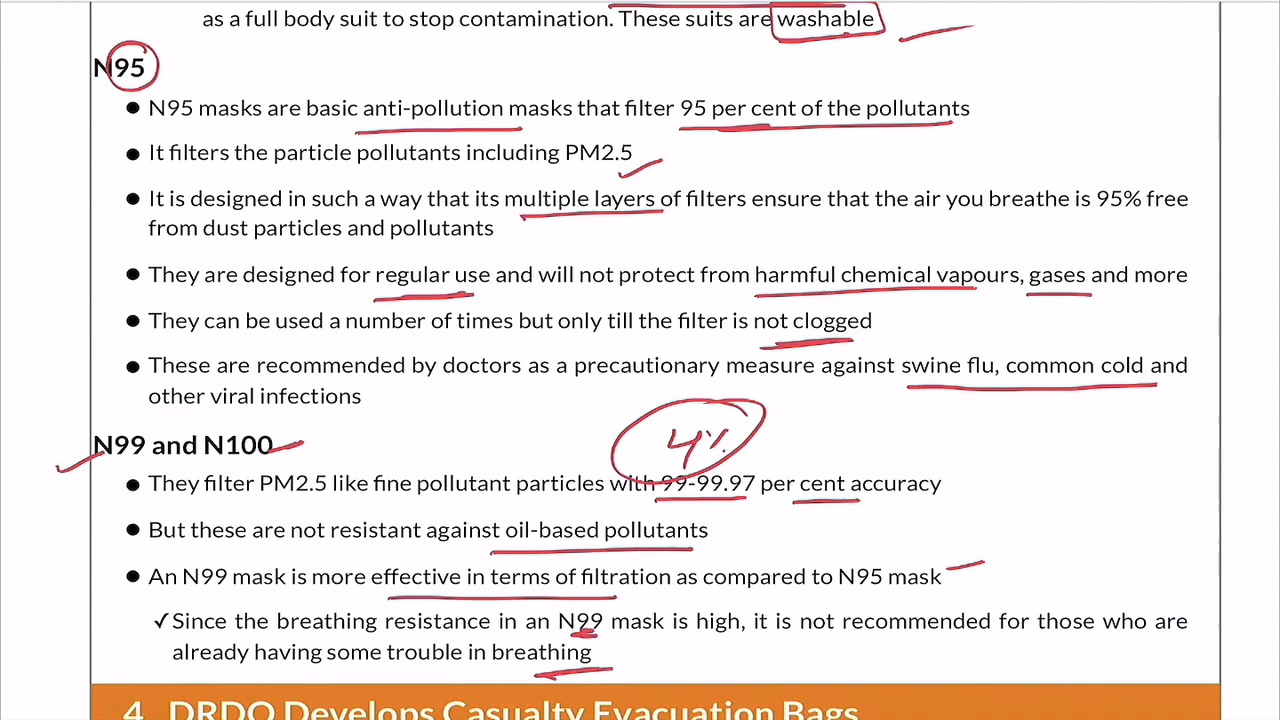 as a full body suit to stop contamination. These suits are washable
N95
● N95 masks are basic anti-pollution masks that filter 95 per cent of the pollutants
● It filters the particle pollutants including PM2.5
● It is designed in such a way that its multiple layers of filters ensure that the air you breathe is 95% free
from dust particles and pollutants
● They are designed for regular use and will not protect from harmful chemical vapours, gases and more
● They can be used a number of times but only till the filter is not clogged
● These are recommended by doctors as a precautionary measure against swine flu, common cold and
other viral infections
4%
N99 and N100
● They filter PM2.5 like fine pollutant particles with 99-99.97 per cent accuracy
● But these are not resistant against oil-based pollutants
● An N99 mask is more effective in terms of filtration as compared to N95 mask
✓Since the breathing resistance in an N99 mask is high, it is not recommended for those who are
already having some trouble in breathing
4 DRDO Develops Casualty Evacuation Bags